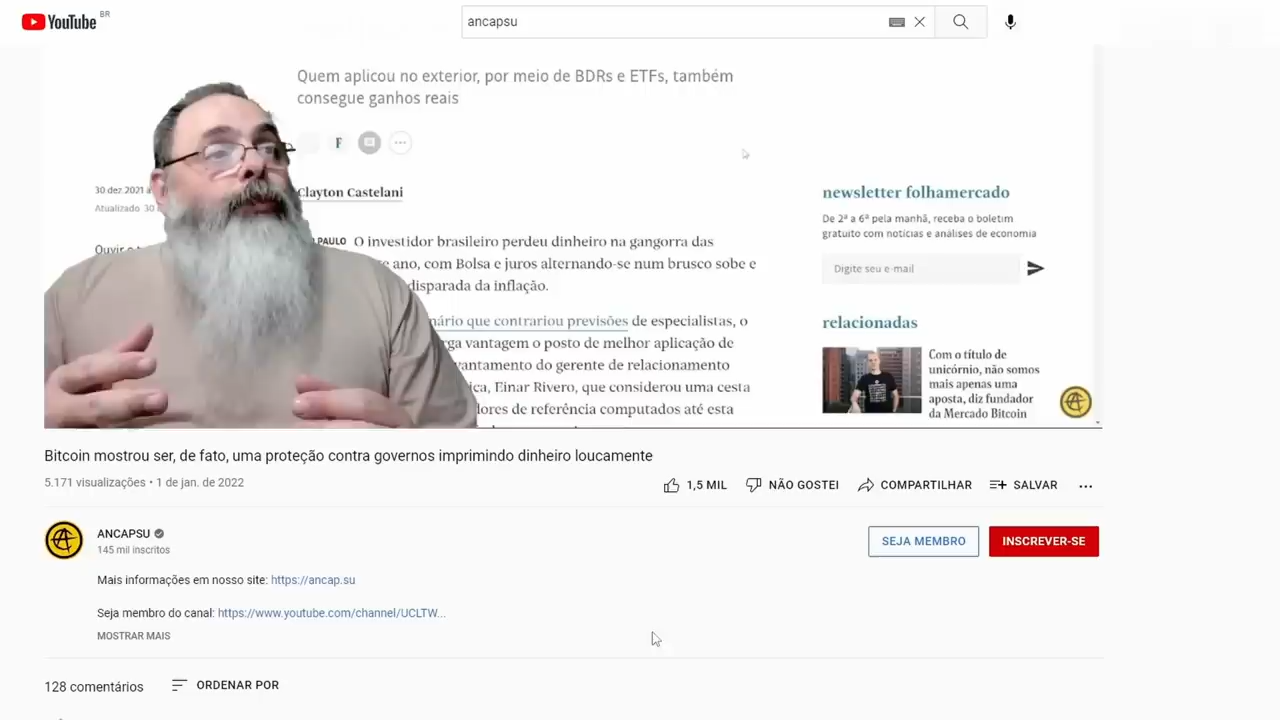 YouTube BR
ancapsu
Quem aplicou no exterior, por meio de BDRs e ETFs, também
consegue ganhos reais
F
30 dez.2021 à
Clayton Castelani
Atualizado 30
newsletter folhamercado
De 2ª a 6ª pela manhã, receba o boletim
gratuito com notícias e análises de economia
Digite seu e-mail
O investidor brasileiro perdeu dinheiro na gangorra das
ano, com Bolsa e juros alternando-se num brusco sobe e
disparada da inflação.
que contrariou previsões de especialistas, o
vantagem o posto de melhor aplicação de
do gerente de relacionamento
Einar Rivero, que considerou uma cesta
de referência computados até esta
relacionadas
Com o título de
unicórnio, não somos
mais apenas uma
aposta, diz fundador
da Mercado Bitcoin
Bitcoin mostrou ser, de fato, uma proteção contra governos imprimindo dinheiro loucamente
5.171 visualizações • 1 de jan. de 2022
1,5 MIL NÃO GOSTEI COMPARTILHAR SALVAR
ANCAPSU
145 mil inscritos
SEJA MEMBRO INSCREVER-SE
Mais informações em nosso site: https://ancap.su
Seja membro do canal: https://www.youtube.com/channel/UCLTW...
MOSTRAR MAIS
128 comentários ORDENAR POR